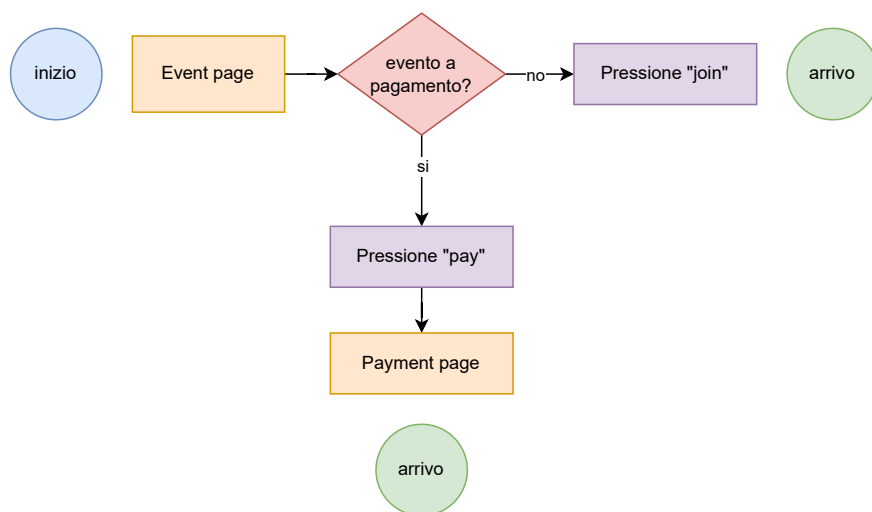 inizio
Event page
evento a
pagamento?
no
Pressione "join"
arrivo
si
Pressione "pay"
Payment page
arrivo